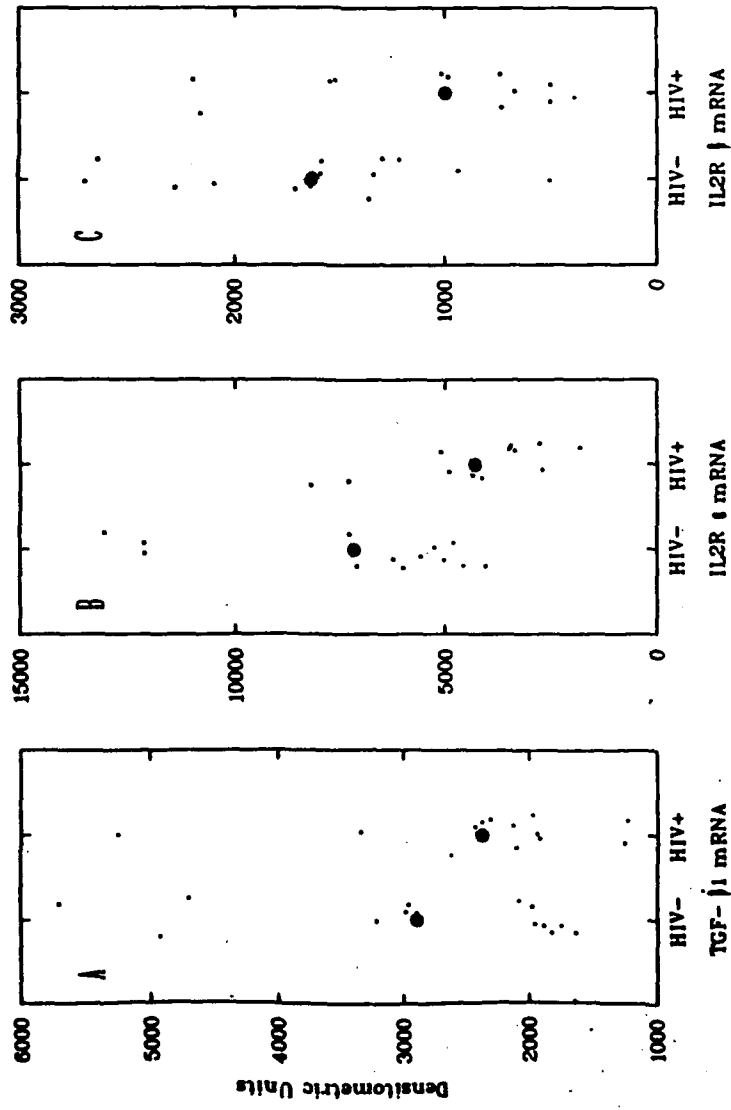 A
B
C
Densitometric Units
6000
5000
4000
3000
2000
1000
HIV- HIV+
TGF-β1 mRNA
15000
10000
5000
0
HIV- HIV+
IL2R mRNA
3000
2000
1000
0
HIV- HIV+
IL2R mRNA